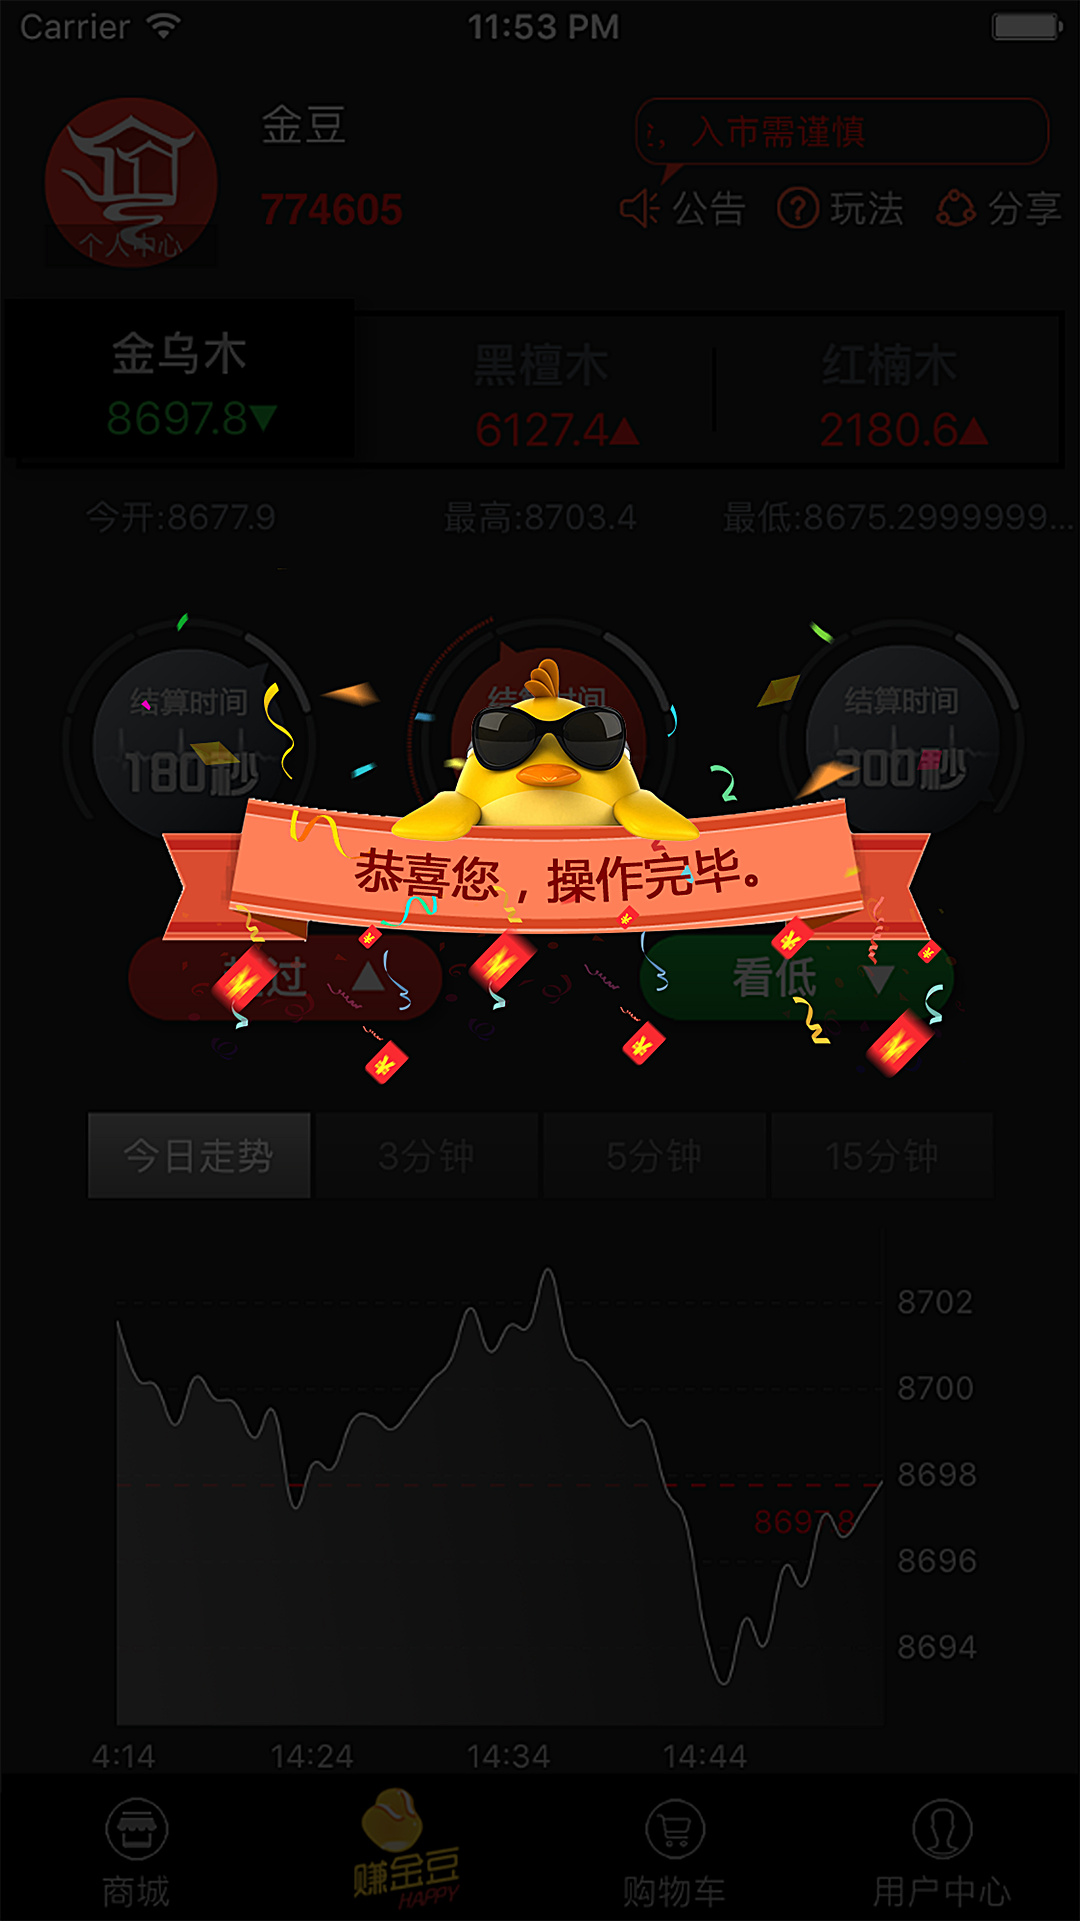 Carrier 11:53 PM
金豆
入市需谨慎
774605
公告 玩法 分享
个人中心
金乌木 黑檀木 红楠木
8697.8▼ 6127.4▲ 2180.6▲
今开:8677.9 最高:8703.4 最低:8675.2999999...
结算时间 结算时间 结算时间
180秒 300秒
恭喜您，操作完毕。
过▲ 看低▼
今日走势 3分钟 5分钟 15分钟
8702
8700
8698
8697.8
8696
8694
4:14 14:24 14:34 14:44
赚金豆
HAPPY
商城 购物车 用户中心